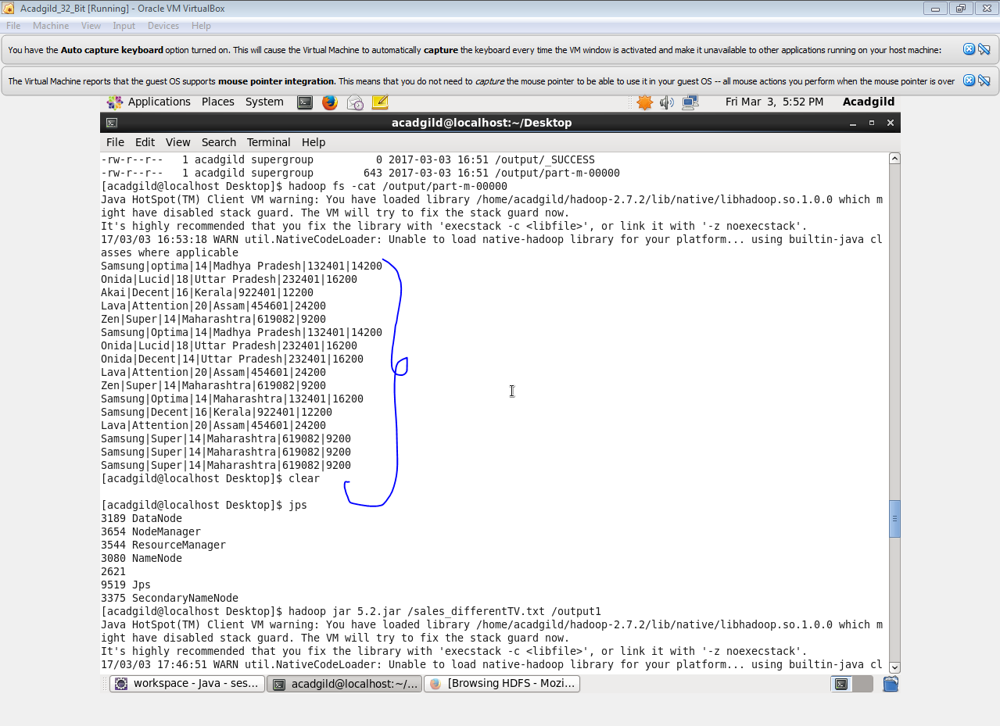 Acadgild_32_Bit [Running] - Oracle VM VirtualBox
File Machine View Input Devices Help
You have the Auto capture keyboard option turned on. This will cause the Virtual Machine to automatically capture the keyboard every time the VM window is activated and make it unavailable to other applications running on your host machine:
The Virtual Machine reports that the guest OS supports mouse pointer integration. This means that you do not need to capture the mouse pointer to be able to use it in your guest OS -- all mouse actions you perform when the mouse pointer is over
Applications Places System Fri Mar 3, 5:52 PM Acadgild
acadgild@localhost:~/Desktop
File Edit View Search Terminal Help
-rw-r--r--   1 acadgild supergroup          0 2017-03-03 16:51 /output/_SUCCESS
-rw-r--r--   1 acadgild supergroup        643 2017-03-03 16:51 /output/part-m-00000
[acadgild@localhost Desktop]$ hadoop fs -cat /output/part-m-00000
Java HotSpot(TM) Client VM warning: You have loaded library /home/acadgild/hadoop-2.7.2/lib/native/libhadoop.so.1.0.0 which m
ight have disabled stack guard. The VM will try to fix the stack guard now.
It's highly recommended that you fix the library with 'execstack -c <libfile>', or link it with '-z noexecstack'.
17/03/03 16:53:18 WARN util.NativeCodeLoader: Unable to load native-hadoop library for your platform... using builtin-java cl
asses where applicable
Samsung|optima|14|Madhya Pradesh|132401|14200
Onida|Lucid|18|Uttar Pradesh|232401|16200
Akai|Decent|16|Kerala|922401|12200
Lava|Attention|20|Assam|454601|24200
Zen|Super|14|Maharashtra|619082|9200
Samsung|Optima|14|Madhya Pradesh|132401|14200
Onida|Lucid|18|Uttar Pradesh|232401|16200
Onida|Decent|14|Uttar Pradesh|232401|16200
Lava|Attention|20|Assam|454601|24200
Zen|Super|14|Maharashtra|619082|9200
Samsung|Optima|14|Maharashtra|132401|16200
Samsung|Decent|16|Kerala|922401|12200
Lava|Attention|20|Assam|454601|24200
Samsung|Super|14|Maharashtra|619082|9200
Samsung|Super|14|Maharashtra|619082|9200
Samsung|Super|14|Maharashtra|619082|9200
[acadgild@localhost Desktop]$ clear
[acadgild@localhost Desktop]$ jps
3189 DataNode
3654 NodeManager
3544 ResourceManager
3080 NameNode
2621
9519 Jps
3375 SecondaryNameNode
[acadgild@localhost Desktop]$ hadoop jar 5.2.jar /sales_differentTV.txt /output1
Java HotSpot(TM) Client VM warning: You have loaded library /home/acadgild/hadoop-2.7.2/lib/native/libhadoop.so.1.0.0 which m
ight have disabled stack guard. The VM will try to fix the stack guard now.
It's highly recommended that you fix the library with 'execstack -c <libfile>', or link it with '-z noexecstack'.
17/03/03 17:46:51 WARN util.NativeCodeLoader: Unable to load native-hadoop library for your platform... using builtin-java cl
workspace - Java - ses... acadgild@localhost:~/... [Browsing HDFS - Mozi...